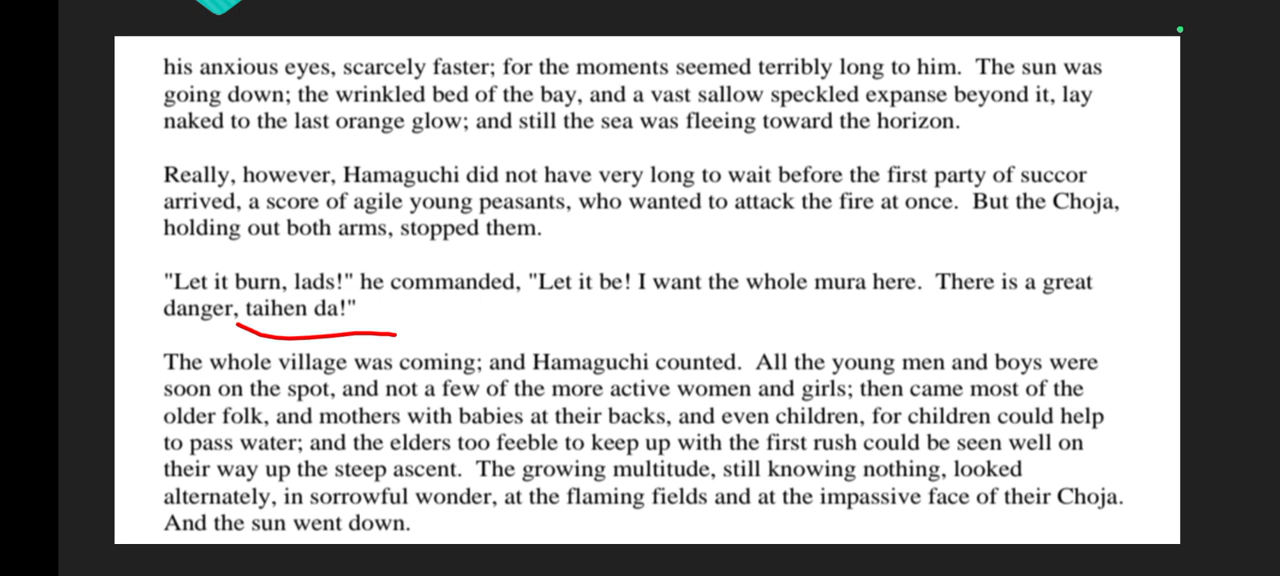 his anxious eyes, scarcely faster; for the moments seemed terribly long to him.  The sun was
going down; the wrinkled bed of the bay, and a vast sallow speckled expanse beyond it, lay
naked to the last orange glow; and still the sea was fleeing toward the horizon.
Really, however, Hamaguchi did not have very long to wait before the first party of succor
arrived, a score of agile young peasants, who wanted to attack the fire at once.  But the Choja,
holding out both arms, stopped them.
"Let it burn, lads!" he commanded, "Let it be! I want the whole mura here.  There is a great
danger, taihen da!"
The whole village was coming; and Hamaguchi counted.  All the young men and boys were
soon on the spot, and not a few of the more active women and girls; then came most of the
older folk, and mothers with babies at their backs, and even children, for children could help
to pass water; and the elders too feeble to keep up with the first rush could be seen well on
their way up the steep ascent.  The growing multitude, still knowing nothing, looked
alternately, in sorrowful wonder, at the flaming fields and at the impassive face of their Choja.
And the sun went down.